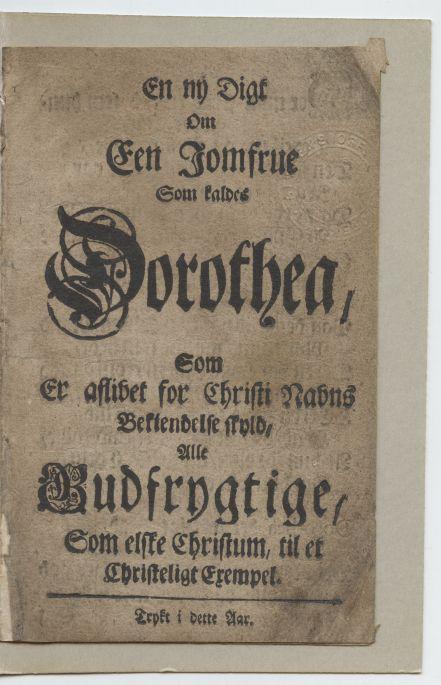 En ny Digt
Om
Een Jomfrue
Som kaldes
Dorothea,
Som
Er aflivet for Christi Navns
Bekiendelse skyld,
Alle
Gudfrygtige,
Som elske Christum, til et
Christeligt Exempel.
Trykt i dette Aar.